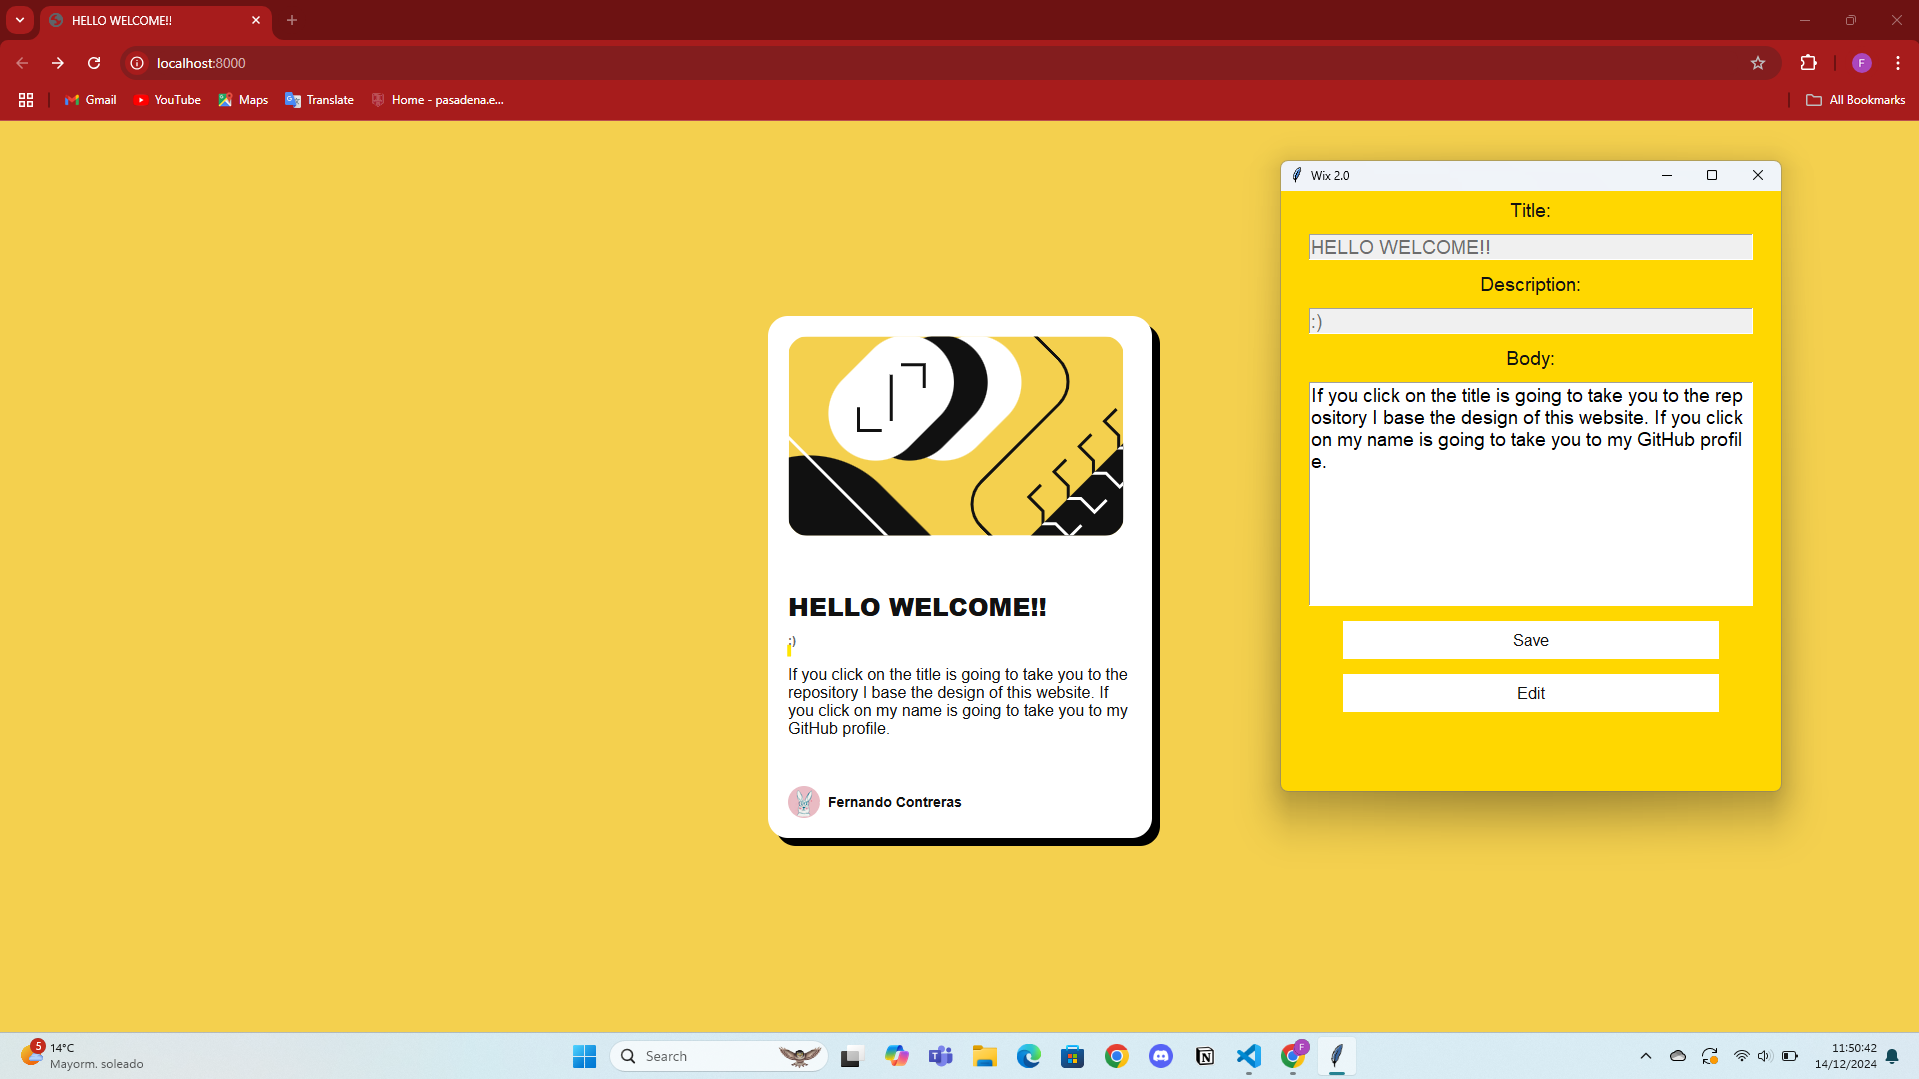 HELLO WELCOME!!
localhost:8000
F
Gmail
YouTube
Maps
Translate
Home - pasadena.e...
All Bookmarks
HELLO WELCOME!!
:)
If you click on the title is going to take you to the
repository I base the design of this website. If
you click on my name is going to take you to my
GitHub profile.
Fernando Contreras
Wix 2.0
Title:
HELLO WELCOME!!
Description:
:)
Body:
If you click on the title is going to take you to the rep
ository I base the design of this website. If you click
on my name is going to take you to my GitHub profil
e.
Save
Edit
5
14°C
Mayorm. soleado
Search
F
11:50:42
14/12/2024